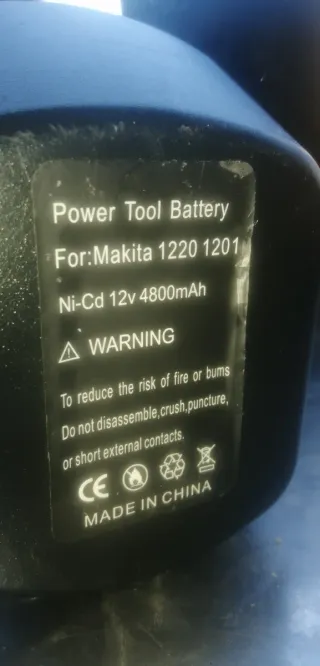 Power Tool Battery
For:Makita 1220 1201
Ni-Cd 12v 4800mAh
⚠ WARNING
To reduce the risk of fire or burns
Do not disassemble,crush,puncture,
or short external contacts.
CE
MADE IN CHINA